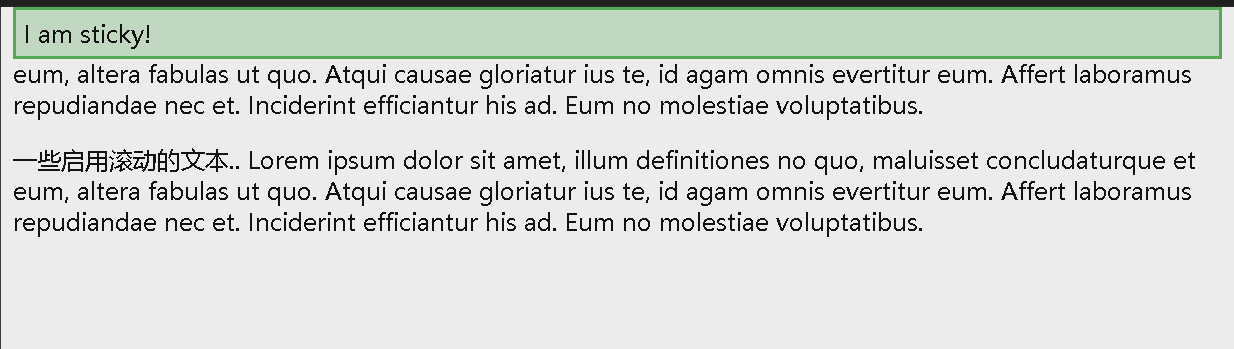 I am sticky!
eum, altera fabulas ut quo. Atqui causae gloriatur ius te, id agam omnis evertitur eum. Affert laboramus
repudiandae nec et. Inciderint efficiantur his ad. Eum no molestiae voluptatibus.
一些启用滚动的文本.. Lorem ipsum dolor sit amet, illum definitiones no quo, maluisset concludaturque et
eum, altera fabulas ut quo. Atqui causae gloriatur ius te, id agam omnis evertitur eum. Affert laboramus
repudiandae nec et. Inciderint efficiantur his ad. Eum no molestiae voluptatibus.